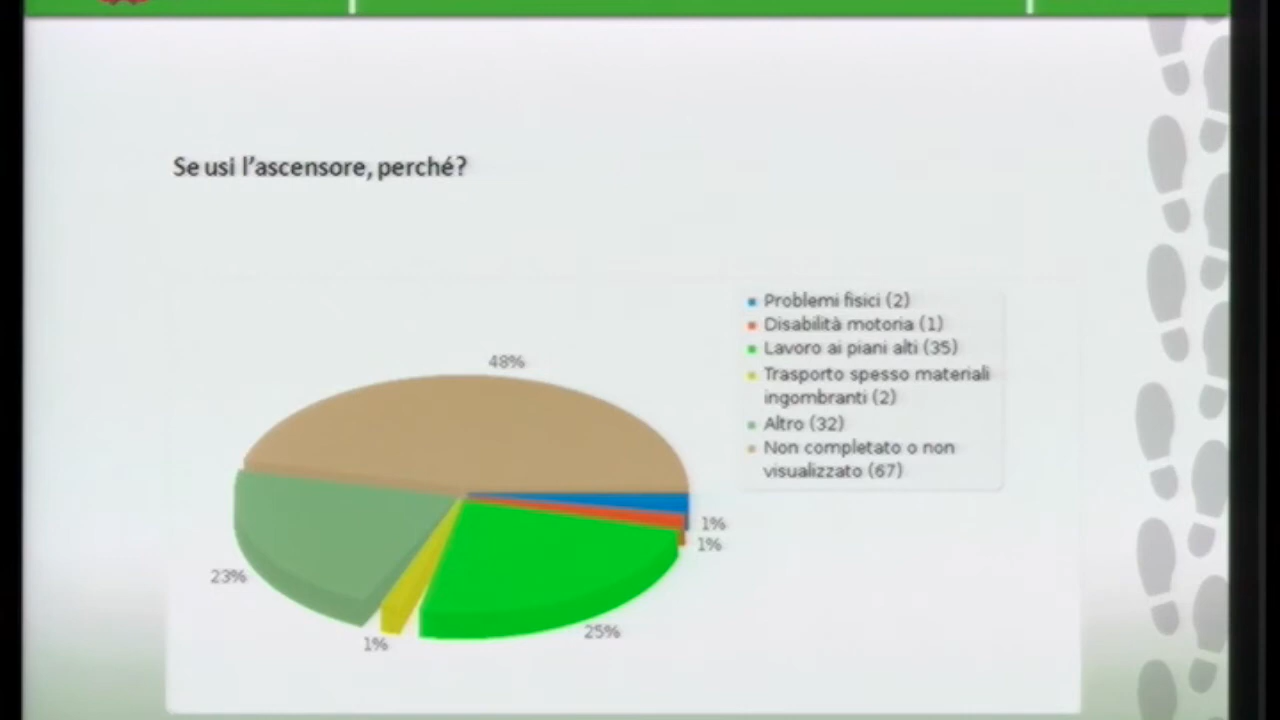 Se usi l'ascensore, perché?
Problemi fisici (2)
Disabilità motoria (1)
Lavoro ai piani alti (35)
Trasporto spesso materiali
ingombranti (2)
Altro (32)
Non completato o non
visualizzato (67)
48%
1%
1%
23%
25%
1%